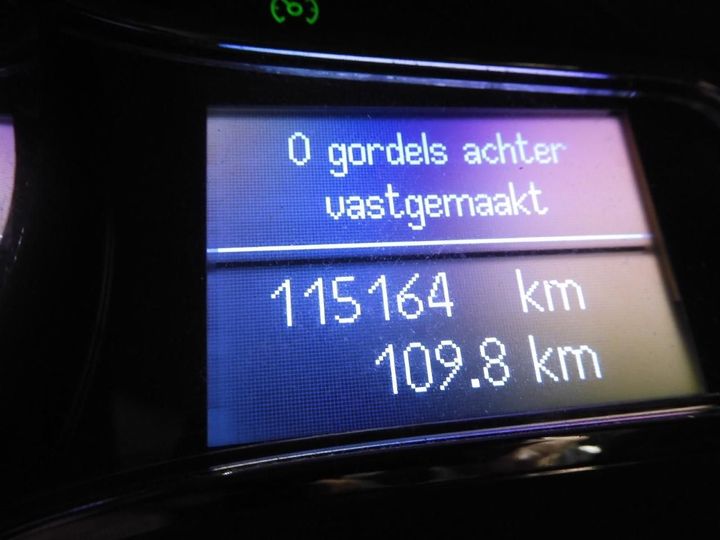 0 gordels achter
vastgemaakt
115164 km
109.8 km